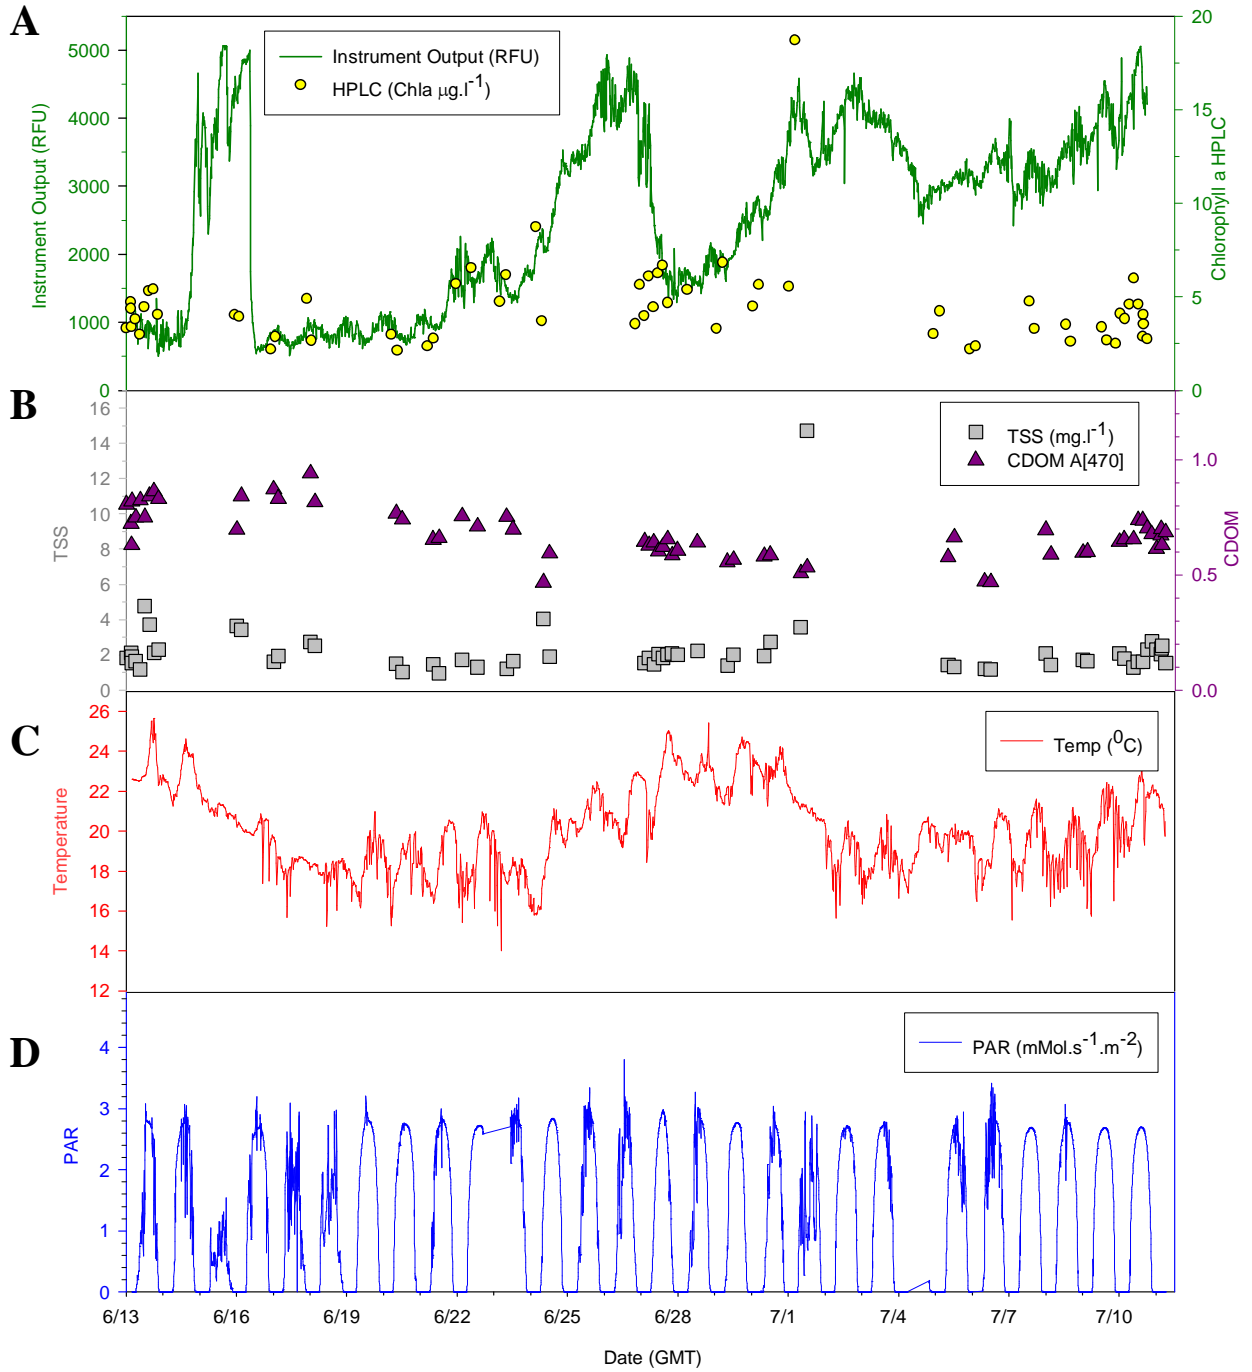 A
Instrument Output (RFU)
5000
4000
3000
2000
1000
0
Instrument Output (RFU)
HPLC (Chla μg.l-1)
20
15
10
5
0
Chlorophyll a HPLC
B
TSS
16
14
12
10
8
6
4
2
0
TSS (mg.l-1)
CDOM A[470]
1.0
0.5
0.0
CDOM
C
Temperature
26
24
22
20
18
16
14
12
Temp (0C)
D
PAR
4
3
2
1
0
PAR (mMol.s-1.m-2)
6/13 6/16 6/19 6/22 6/25 6/28 7/1 7/4 7/7 7/10
Date (GMT)